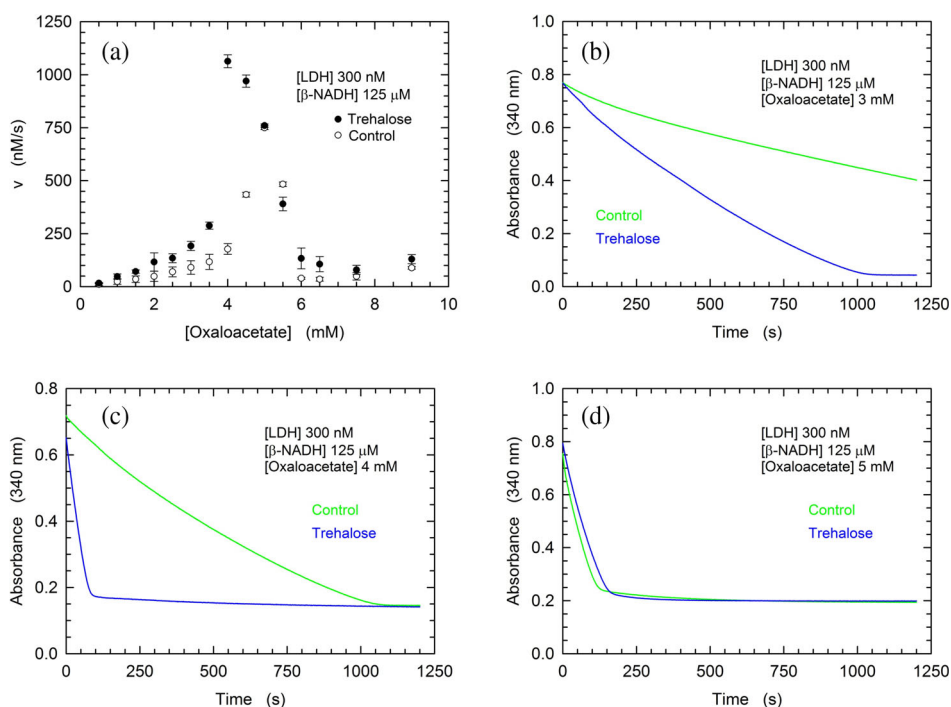 (a)
[LDH] 300 nM
[β-NADH] 125 μM
Trehalose
Control
v (nM/s)
1250
1000
750
500
250
0
0 2 4 6 8 10
[Oxaloacetate] (mM)
(b)
[LDH] 300 nM
[β-NADH] 125 μM
[Oxaloacetate] 3 mM
Control
Trehalose
Absorbance (340 nm)
1.0
0.8
0.6
0.4
0.2
0.0
0 250 500 750 1000 1250
Time (s)
(c)
[LDH] 300 nM
[β-NADH] 125 μM
[Oxaloacetate] 4 mM
Control
Trehalose
Absorbance (340 nm)
0.8
0.6
0.4
0.2
0.0
0 250 500 750 1000 1250
Time (s)
(d)
[LDH] 300 nM
[β-NADH] 125 μM
[Oxaloacetate] 5 mM
Control
Trehalose
Absorbance (340 nm)
1.0
0.8
0.6
0.4
0.2
0.0
0 250 500 750 1000 1250
Time (s)